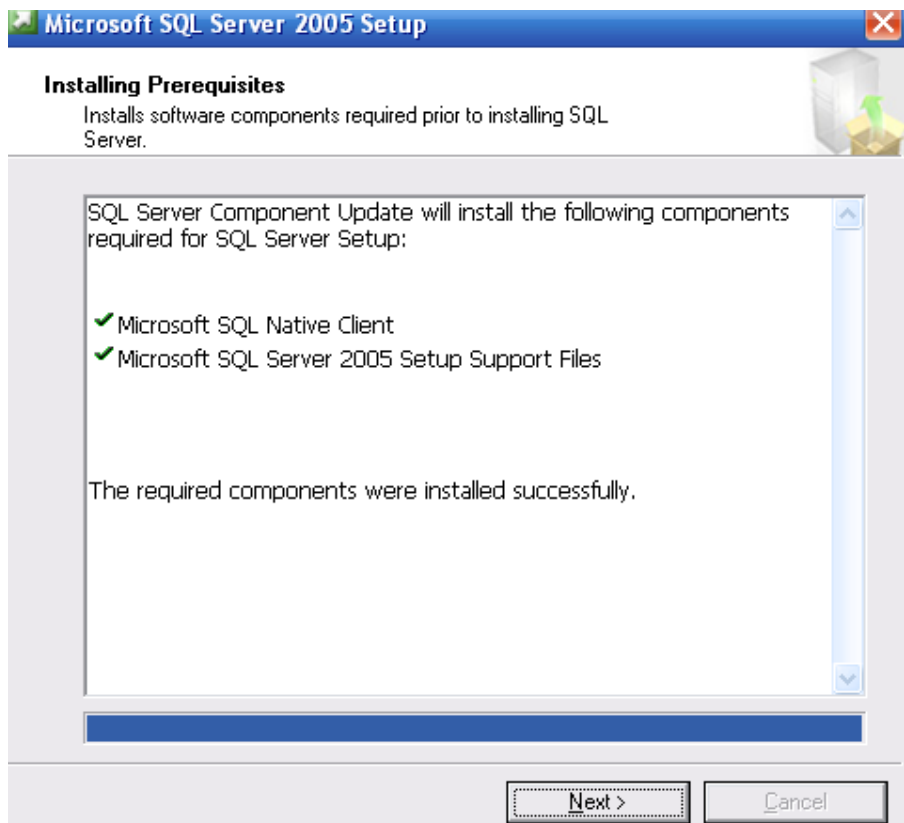 Microsoft SQL Server 2005 Setup
Installing Prerequisites
Installs software components required prior to installing SQL
Server.
SQL Server Component Update will install the following components
required for SQL Server Setup:
Microsoft SQL Native Client
Microsoft SQL Server 2005 Setup Support Files
The required components were installed successfully.
Next >
Cancel